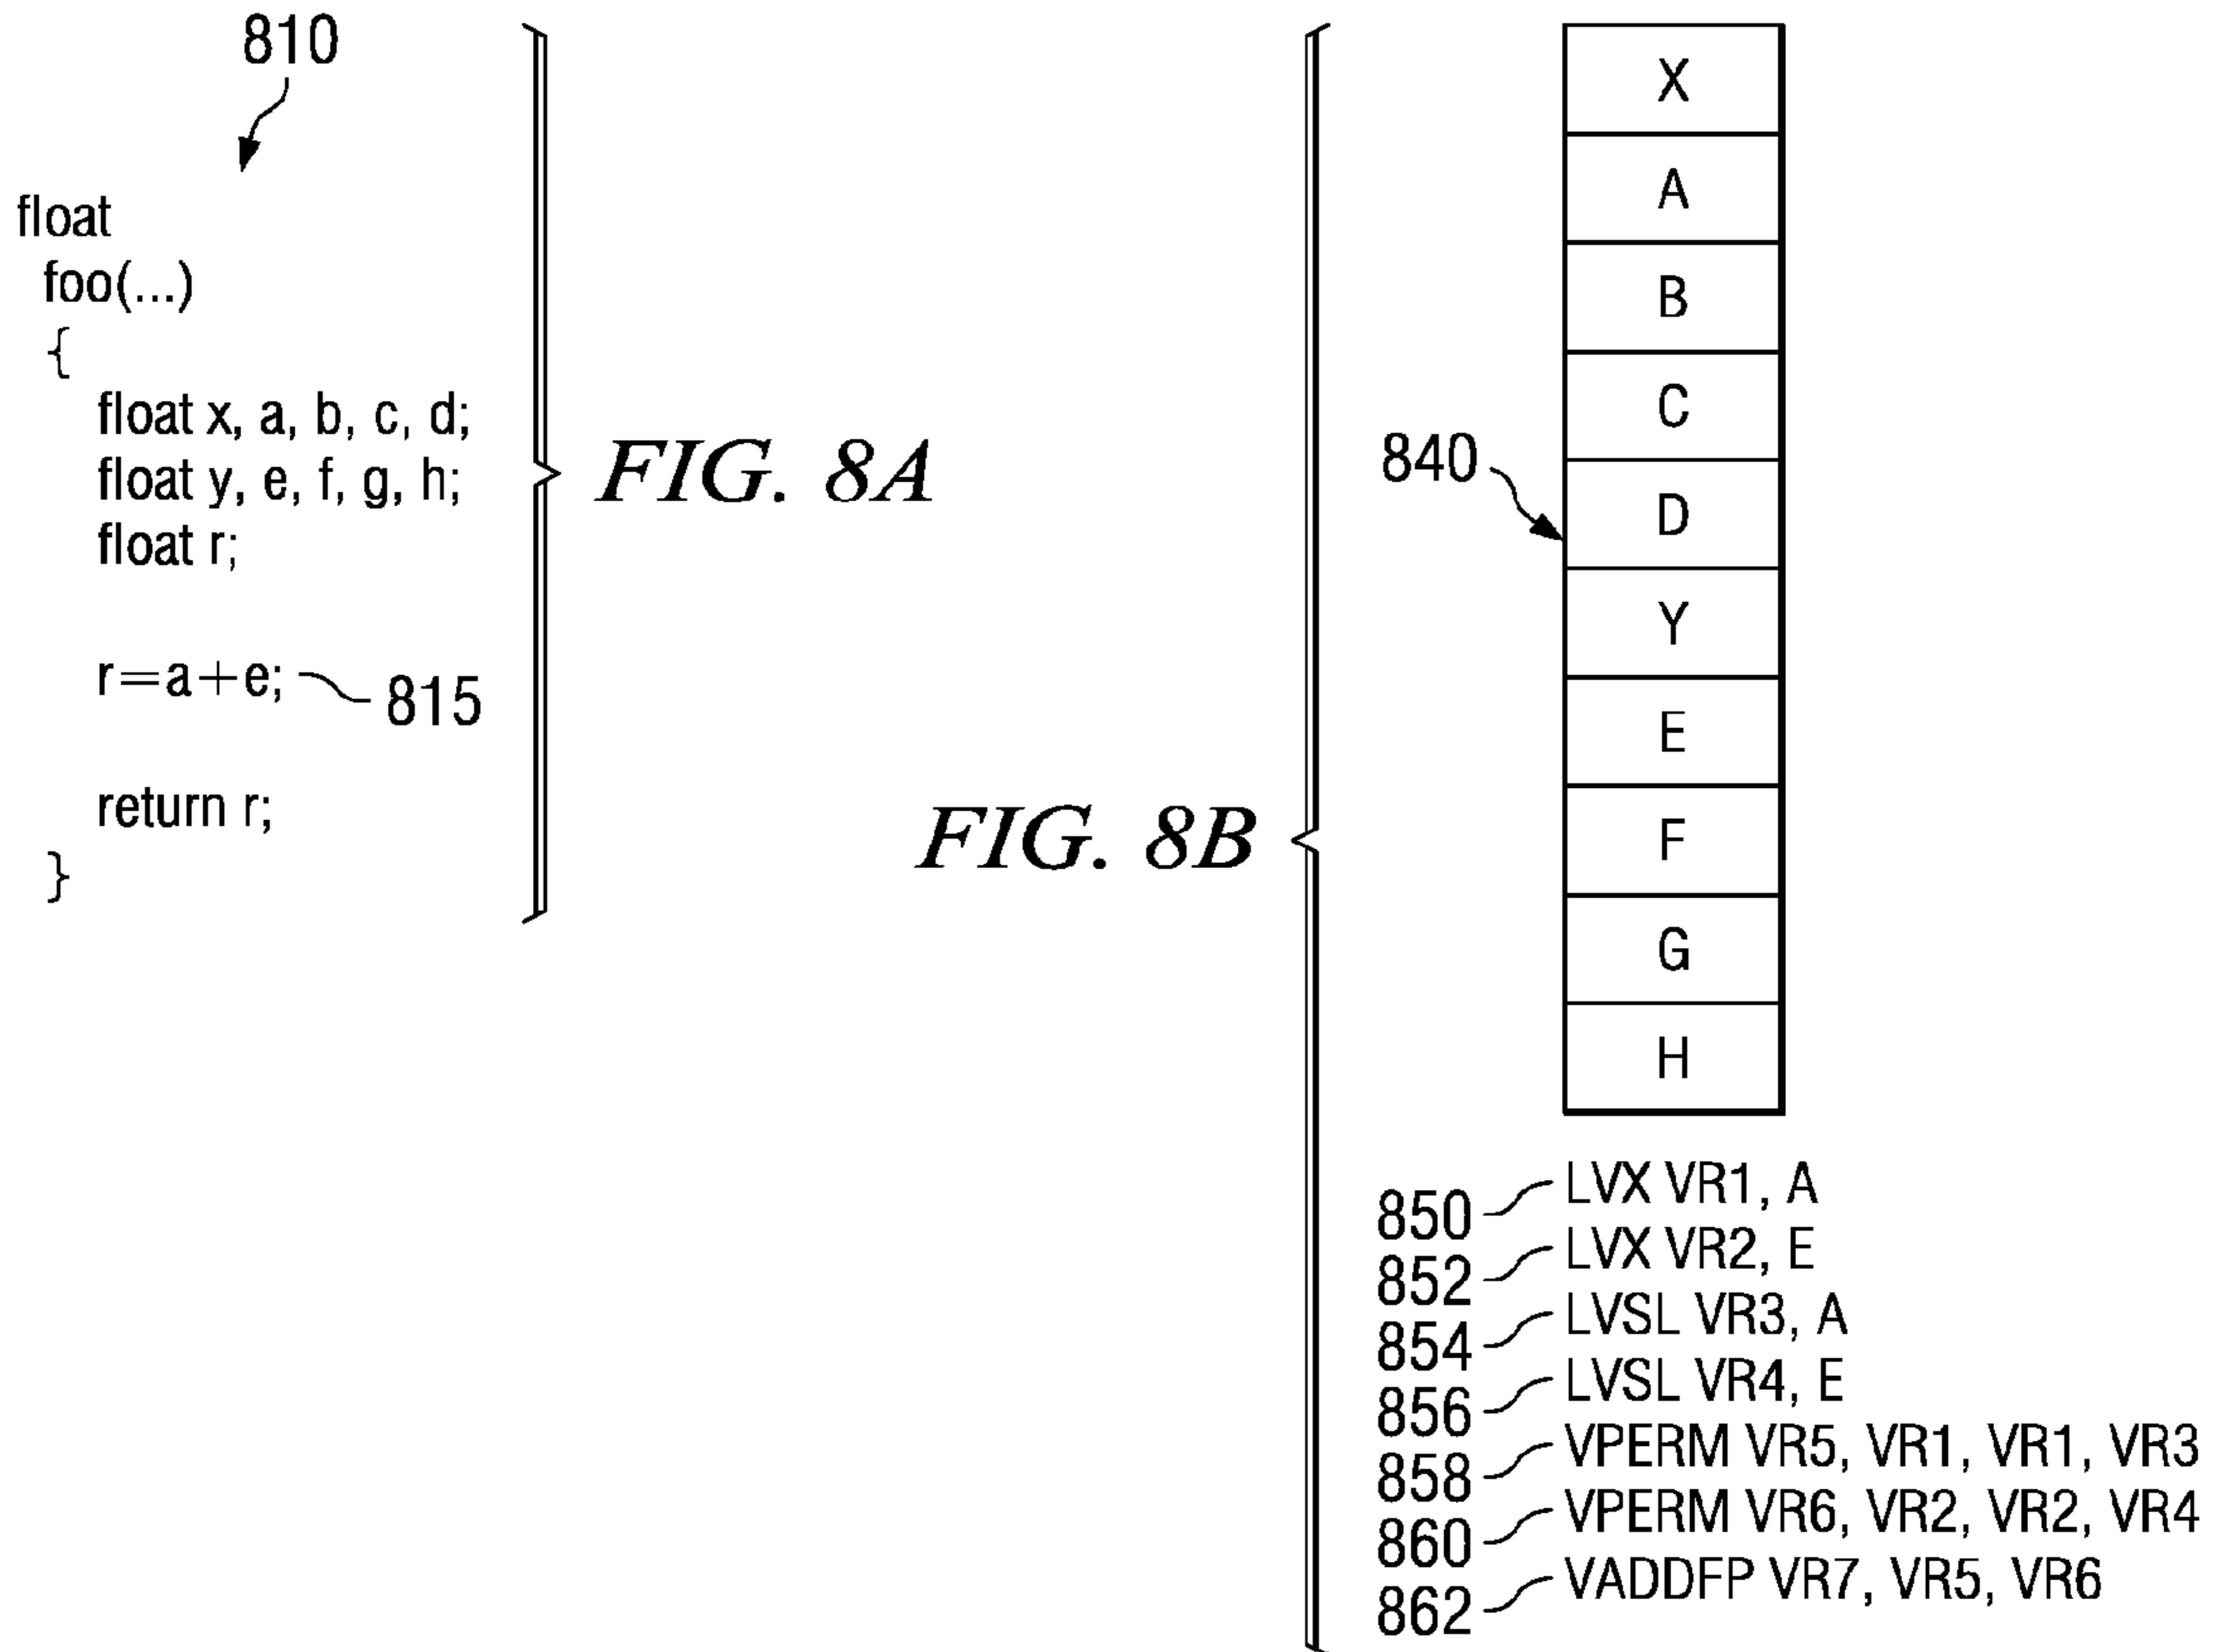 810
float
foo(...)
{
float x, a, b, c, d;
float y, e, f, g, h;
float r;
r=a+e; 815
return r;
}
FIG. 8A
FIG. 8B
840
X
A
B
C
D
Y
E
F
G
H
850 LVX VR1, A
852 LVX VR2, E
854 LVSL VR3, A
856 LVSL VR4, E
858 VPERM VR5, VR1, VR1, VR3
860 VPERM VR6, VR2, VR2, VR4
862 VADDFP VR7, VR5, VR6